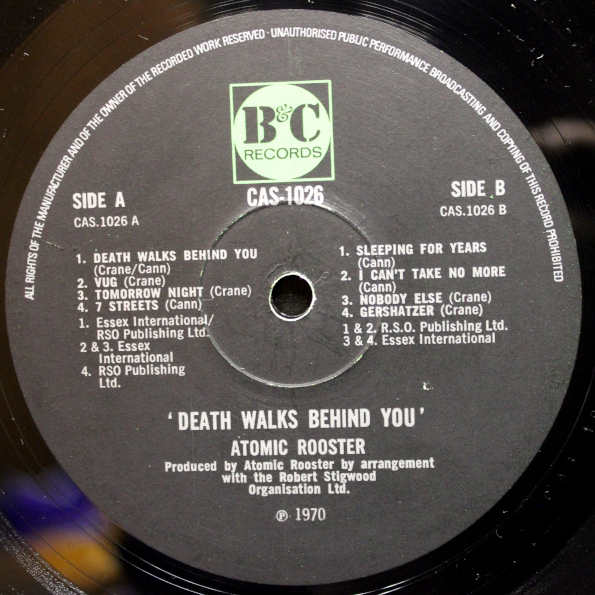 ALL RIGHTS OF THE MANUFACTURER AND OF THE OWNER OF THE RECORDED WORK RESERVED · UNAUTHORISED PUBLIC PERFORMANCE BROADCASTING AND COPYING OF THIS RECORD PROHIBITED
B&C
RECORDS
CAS-1026
SIDE A
CAS.1026 A
1. DEATH WALKS BEHIND YOU
(Crane/Cann)
2. VUG (Crane)
3. TOMORROW NIGHT (Crane)
4. 7 STREETS (Cann)
1. Essex International/
RSO Publishing Ltd.
2 & 3. Essex
International
4. RSO Publishing
Ltd.
SIDE B
CAS.1026 B
1. SLEEPING FOR YEARS
(Cann)
2. I CAN'T TAKE NO MORE
(Cann)
3. NOBODY ELSE (Crane)
4. GERSHATZER (Crane)
1 & 2. R.S.O. Publishing Ltd.
3 & 4. Essex International
'DEATH WALKS BEHIND YOU'
ATOMIC ROOSTER
Produced by Atomic Rooster by arrangement
with the Robert Stigwood
Organisation Ltd.
℗ 1970